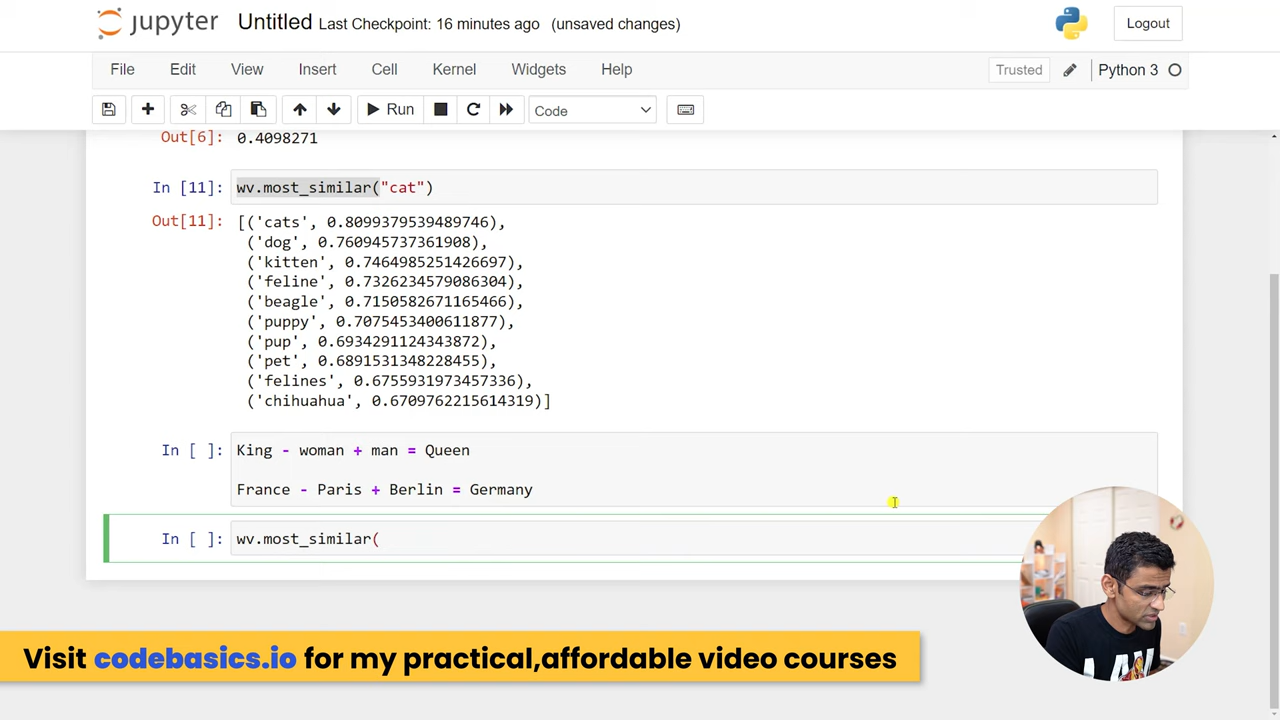 jupyter Untitled Last Checkpoint: 16 minutes ago (unsaved changes) Logout
File Edit View Insert Cell Kernel Widgets Help Trusted Python 3
Run Code
Out[6]: 0.4098271
In [11]: wv.most_similar("cat")
Out[11]: [('cats', 0.8099379539489746),
('dog', 0.760945737361908),
('kitten', 0.7464985251426697),
('feline', 0.7326234579086304),
('beagle', 0.7150582671165466),
('puppy', 0.7075453400611877),
('pup', 0.6934291124343872),
('pet', 0.6891531348228455),
('felines', 0.6755931973457336),
('chihuahua', 0.6709762215614319)]
In [ ]: King - woman + man = Queen
France - Paris + Berlin = Germany
In [ ]: wv.most_similar(
Visit codebasics.io for my practical,affordable video courses